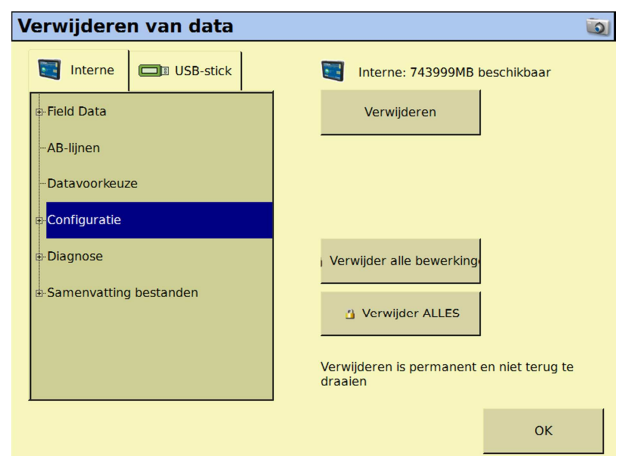 Verwijderen van data
Interne
USB-stick
Field Data
AB-lijnen
Datavoorkeuze
Configuratie
Diagnose
Samenvatting bestanden
Interne: 743999MB beschikbaar
Verwijderen
Verwijder alle bewerking
Verwijder ALLES
Verwijderen is permanent en niet terug te
draaien
OK